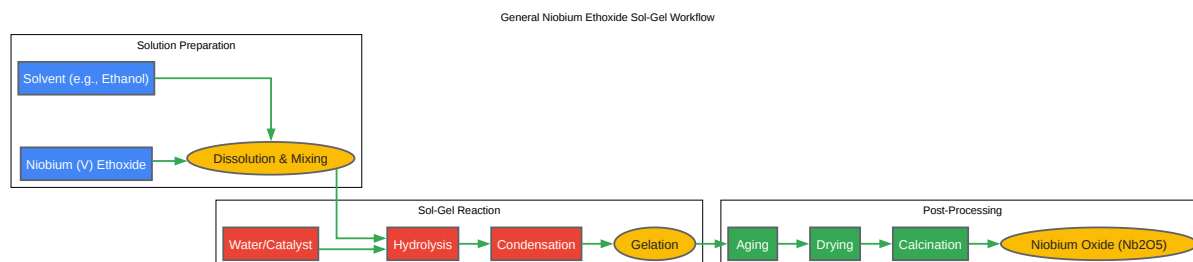 General Niobium Ethoxide Sol-Gel Workflow
Solution Preparation
Solvent (e.g., Ethanol)
Niobium (V) Ethoxide
Dissolution & Mixing
Sol-Gel Reaction
Water/Catalyst
Hydrolysis
Condensation
Gelation
Post-Processing
Aging
Drying
Calcination
Niobium Oxide (Nb2O5)